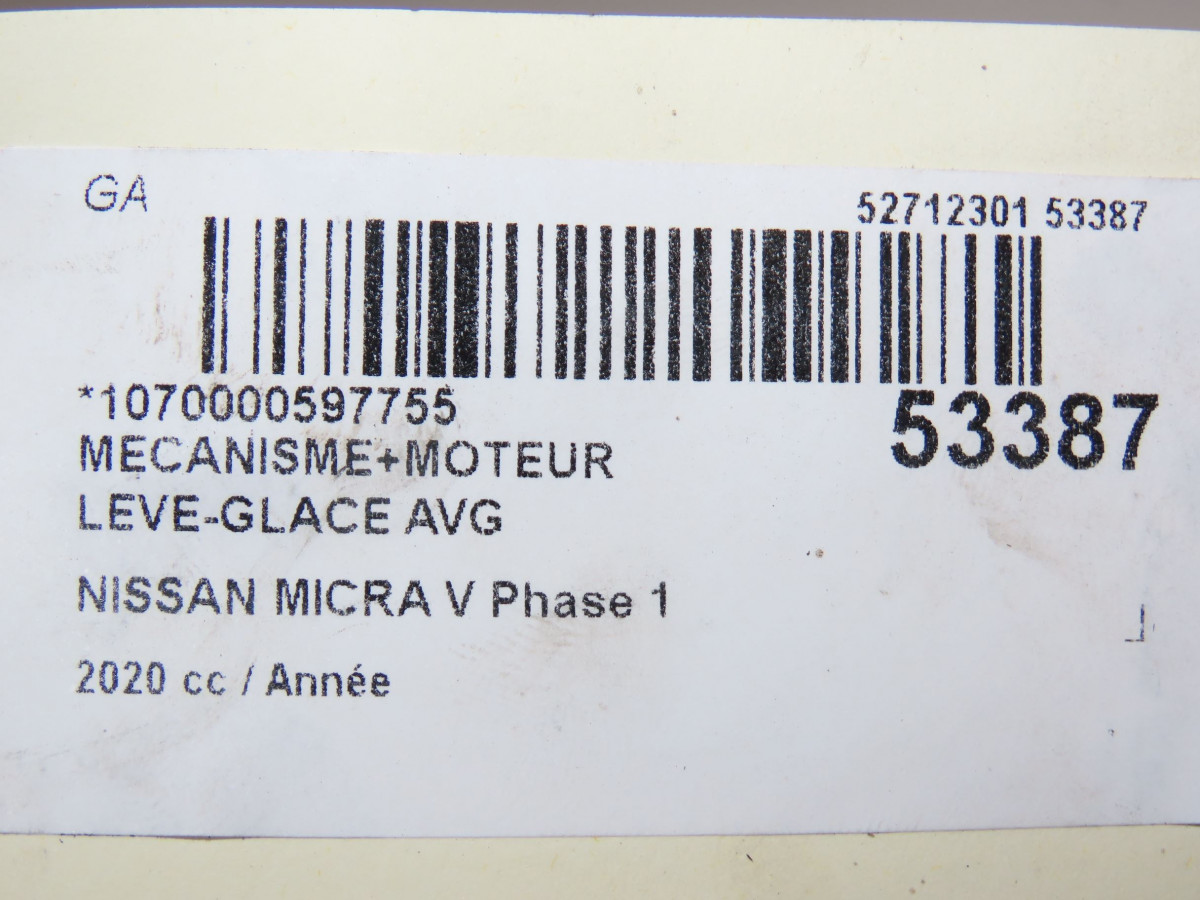 GA
52712301 53387
*1070000597755
53387
MECANISME+MOTEUR
LEVE-GLACE AVG
NISSAN MICRA V Phase 1
2020 cc / Année